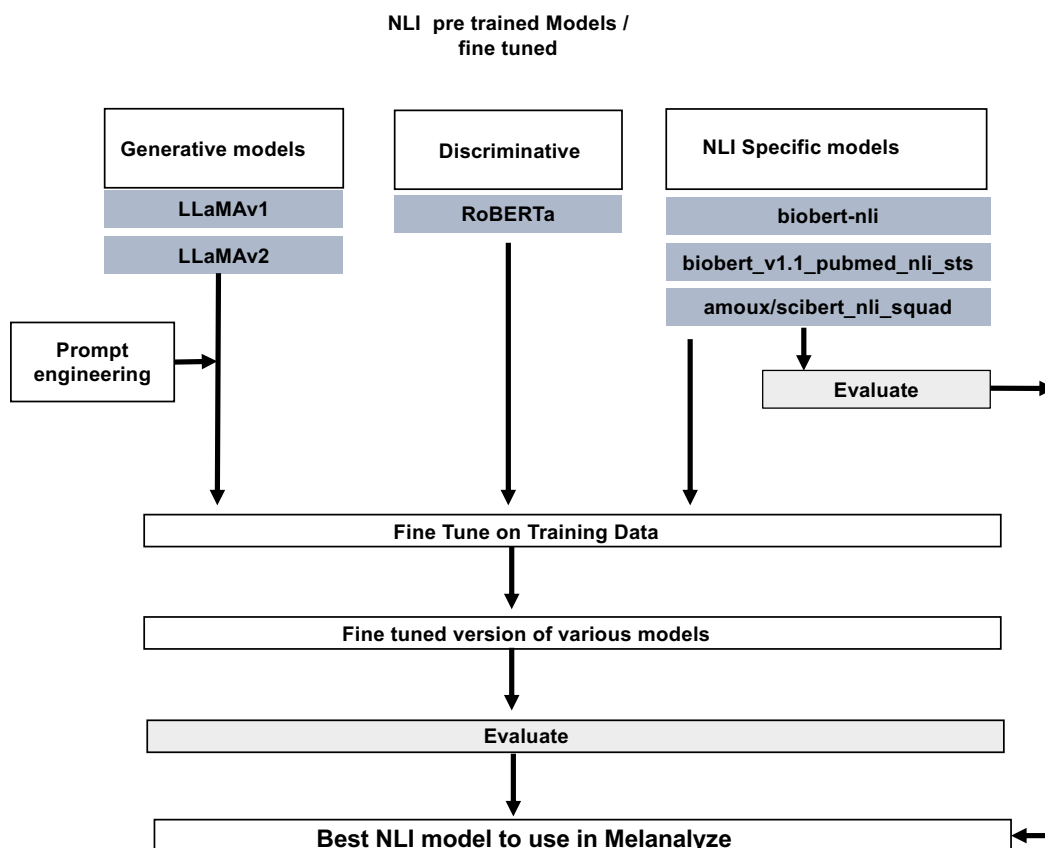 NLI pre trained Models /
fine tuned
Generative models
Discriminative
NLI Specific models
LLaMAv1
RoBERTa
biobert-nli
LLaMAv2
biobert_v1.1_pubmed_nli_sts
amoux/scibert_nli_squad
Prompt
engineering
Evaluate
Fine Tune on Training Data
Fine tuned version of various models
Evaluate
Best NLI model to use in Melanalyze